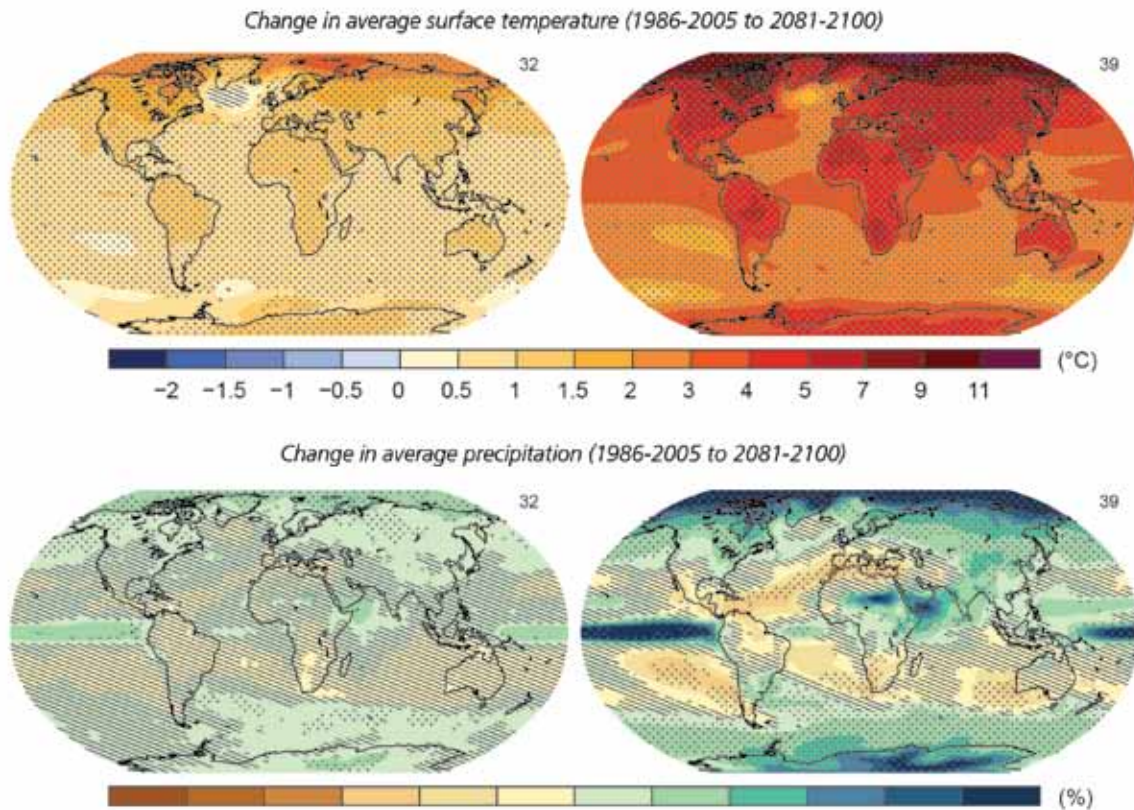 Change in average surface temperature (1986-2005 to 2081-2100)
32
39
(°C)
−2 −1.5 −1 −0.5 0 0.5 1 1.5 2 3 4 5 7 9 11
Change in average precipitation (1986-2005 to 2081-2100)
32
39
(%)